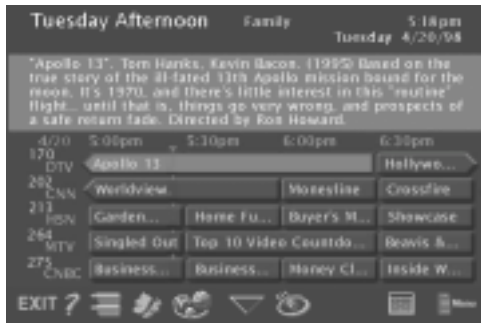 Tuesday Afternoon Family 5:18pm
Tuesday 4/20/98
"Apollo 13". Tom Hanks, Kevin Bacon. (1995) Based on the
true story of the ill-fated 13th Apollo mission bound for the
moon. It's 1970, and there's little interest in this "routine"
flight... until that is, things go very wrong, and prospects of
a safe return fade. Directed by Ron Howard.
4/20 5:00pm 5:30pm 6:00pm 6:30pm
170 DTV Apollo 13 Hollywo...
202 CNN Worldview. Moneyline Crossfire
213 HSN Garden... Home Fu... Buyer's M... Showcase
264 MTV Singled Out Top 10 Video Countdo... Beavis &...
275 CNBC Business... Business... Money Cl... Inside W...
EXIT ? Menu